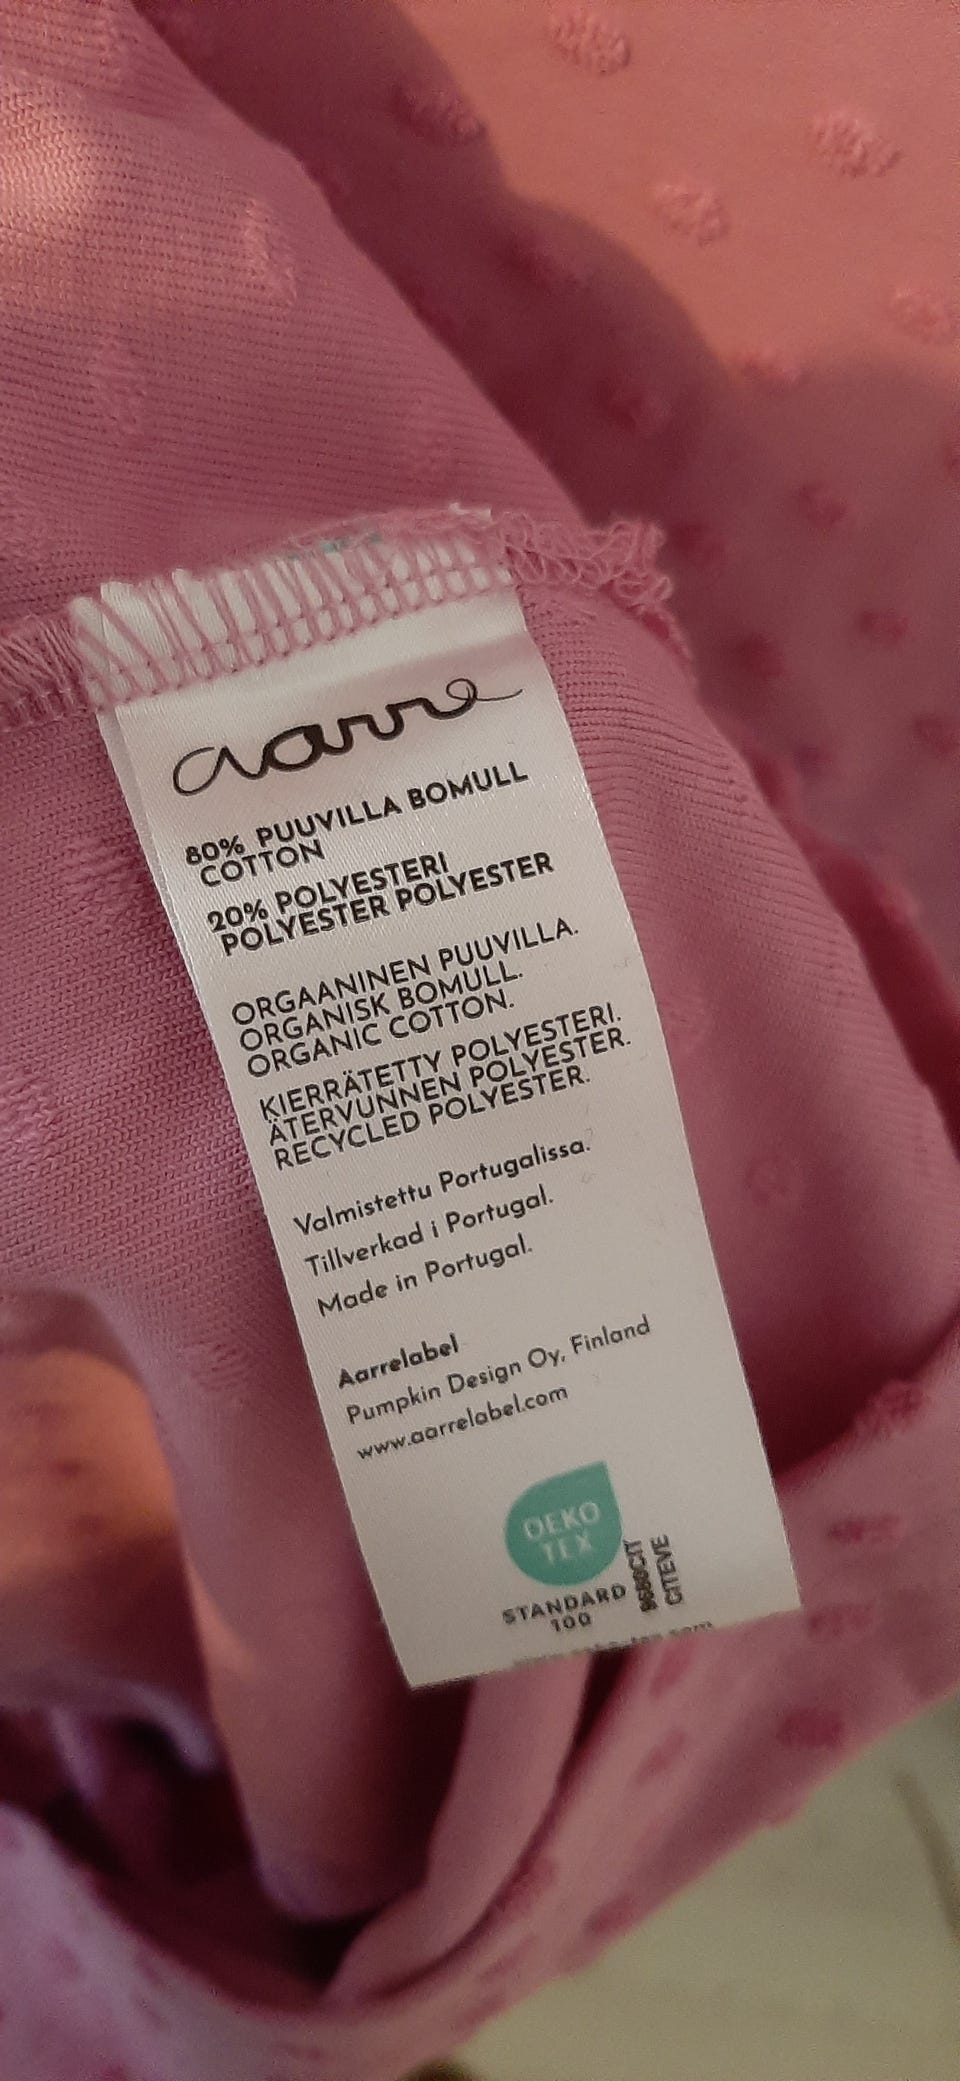 aarre
80% PUUVILLA BOMULL
COTTON
20% POLYESTERI
POLYESTER POLYESTER
ORGAANINEN PUUVILLA.
ORGANISK BOMULL.
ORGANIC COTTON.
KIERRÄTETTY POLYESTERI.
ÅTERVUNNEN POLYESTER.
RECYCLED POLYESTER.
Valmistettu Portugalissa.
Tillverkad i Portugal.
Made in Portugal.
Aarrelabel
Pumpkin Design Oy, Finland
www.aarrelabel.com
OEKO
TEX
STANDARD
100
CITEVE